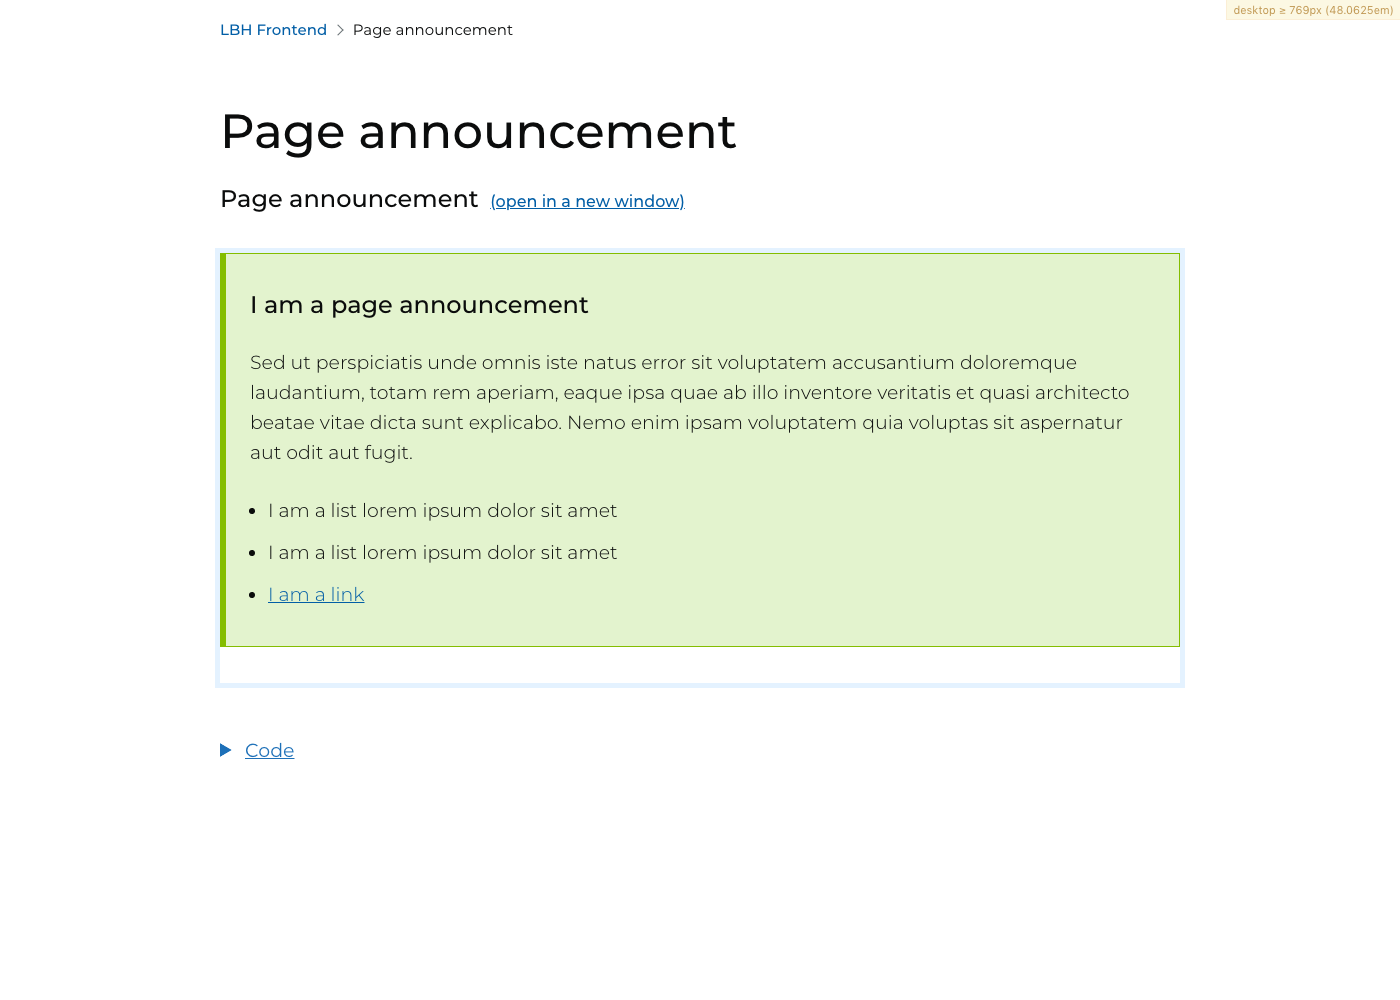 desktop ≥ 769px (48.0625em)
LBH Frontend
Page announcement
Page announcement
Page announcement (open in a new window)
I am a page announcement
Sed ut perspiciatis unde omnis iste natus error sit voluptatem accusantium doloremque
laudantium, totam rem aperiam, eaque ipsa quae ab illo inventore veritatis et quasi architecto
beatae vitae dicta sunt explicabo. Nemo enim ipsam voluptatem quia voluptas sit aspernatur
aut odit aut fugit.
I am a list lorem ipsum dolor sit amet
I am a list lorem ipsum dolor sit amet
I am a link
Code